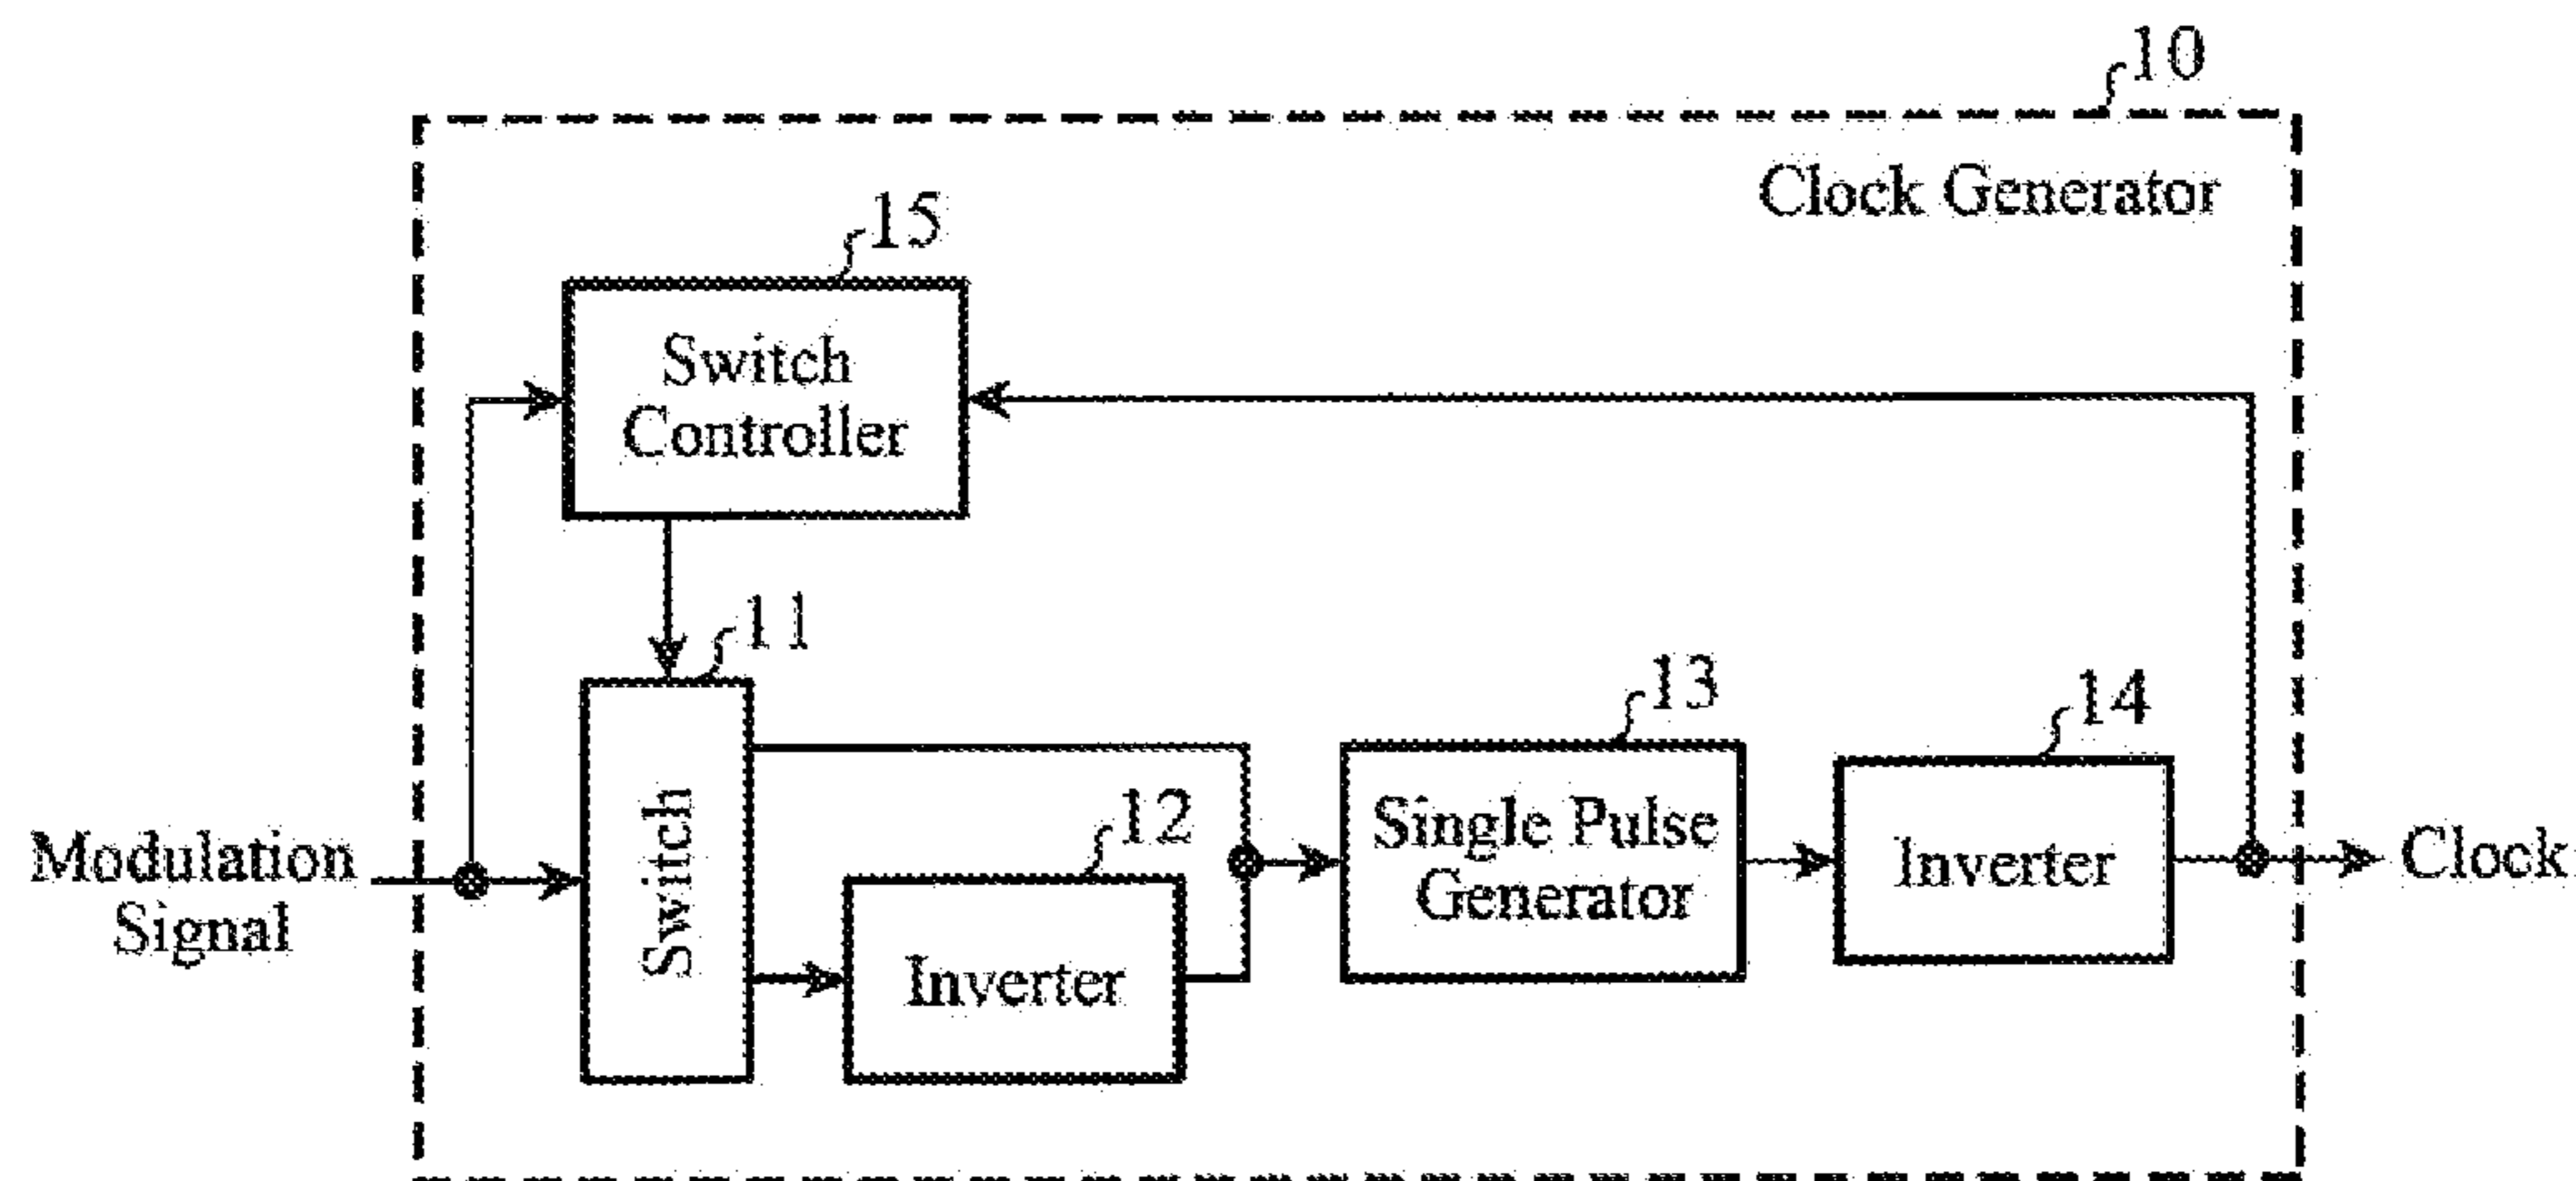 10
Clock Generator
15
Switch
Controller
11
Switch
12
Inverter
13
Single Pulse
Generator
14
Inverter
Modulation
Signal
Clock